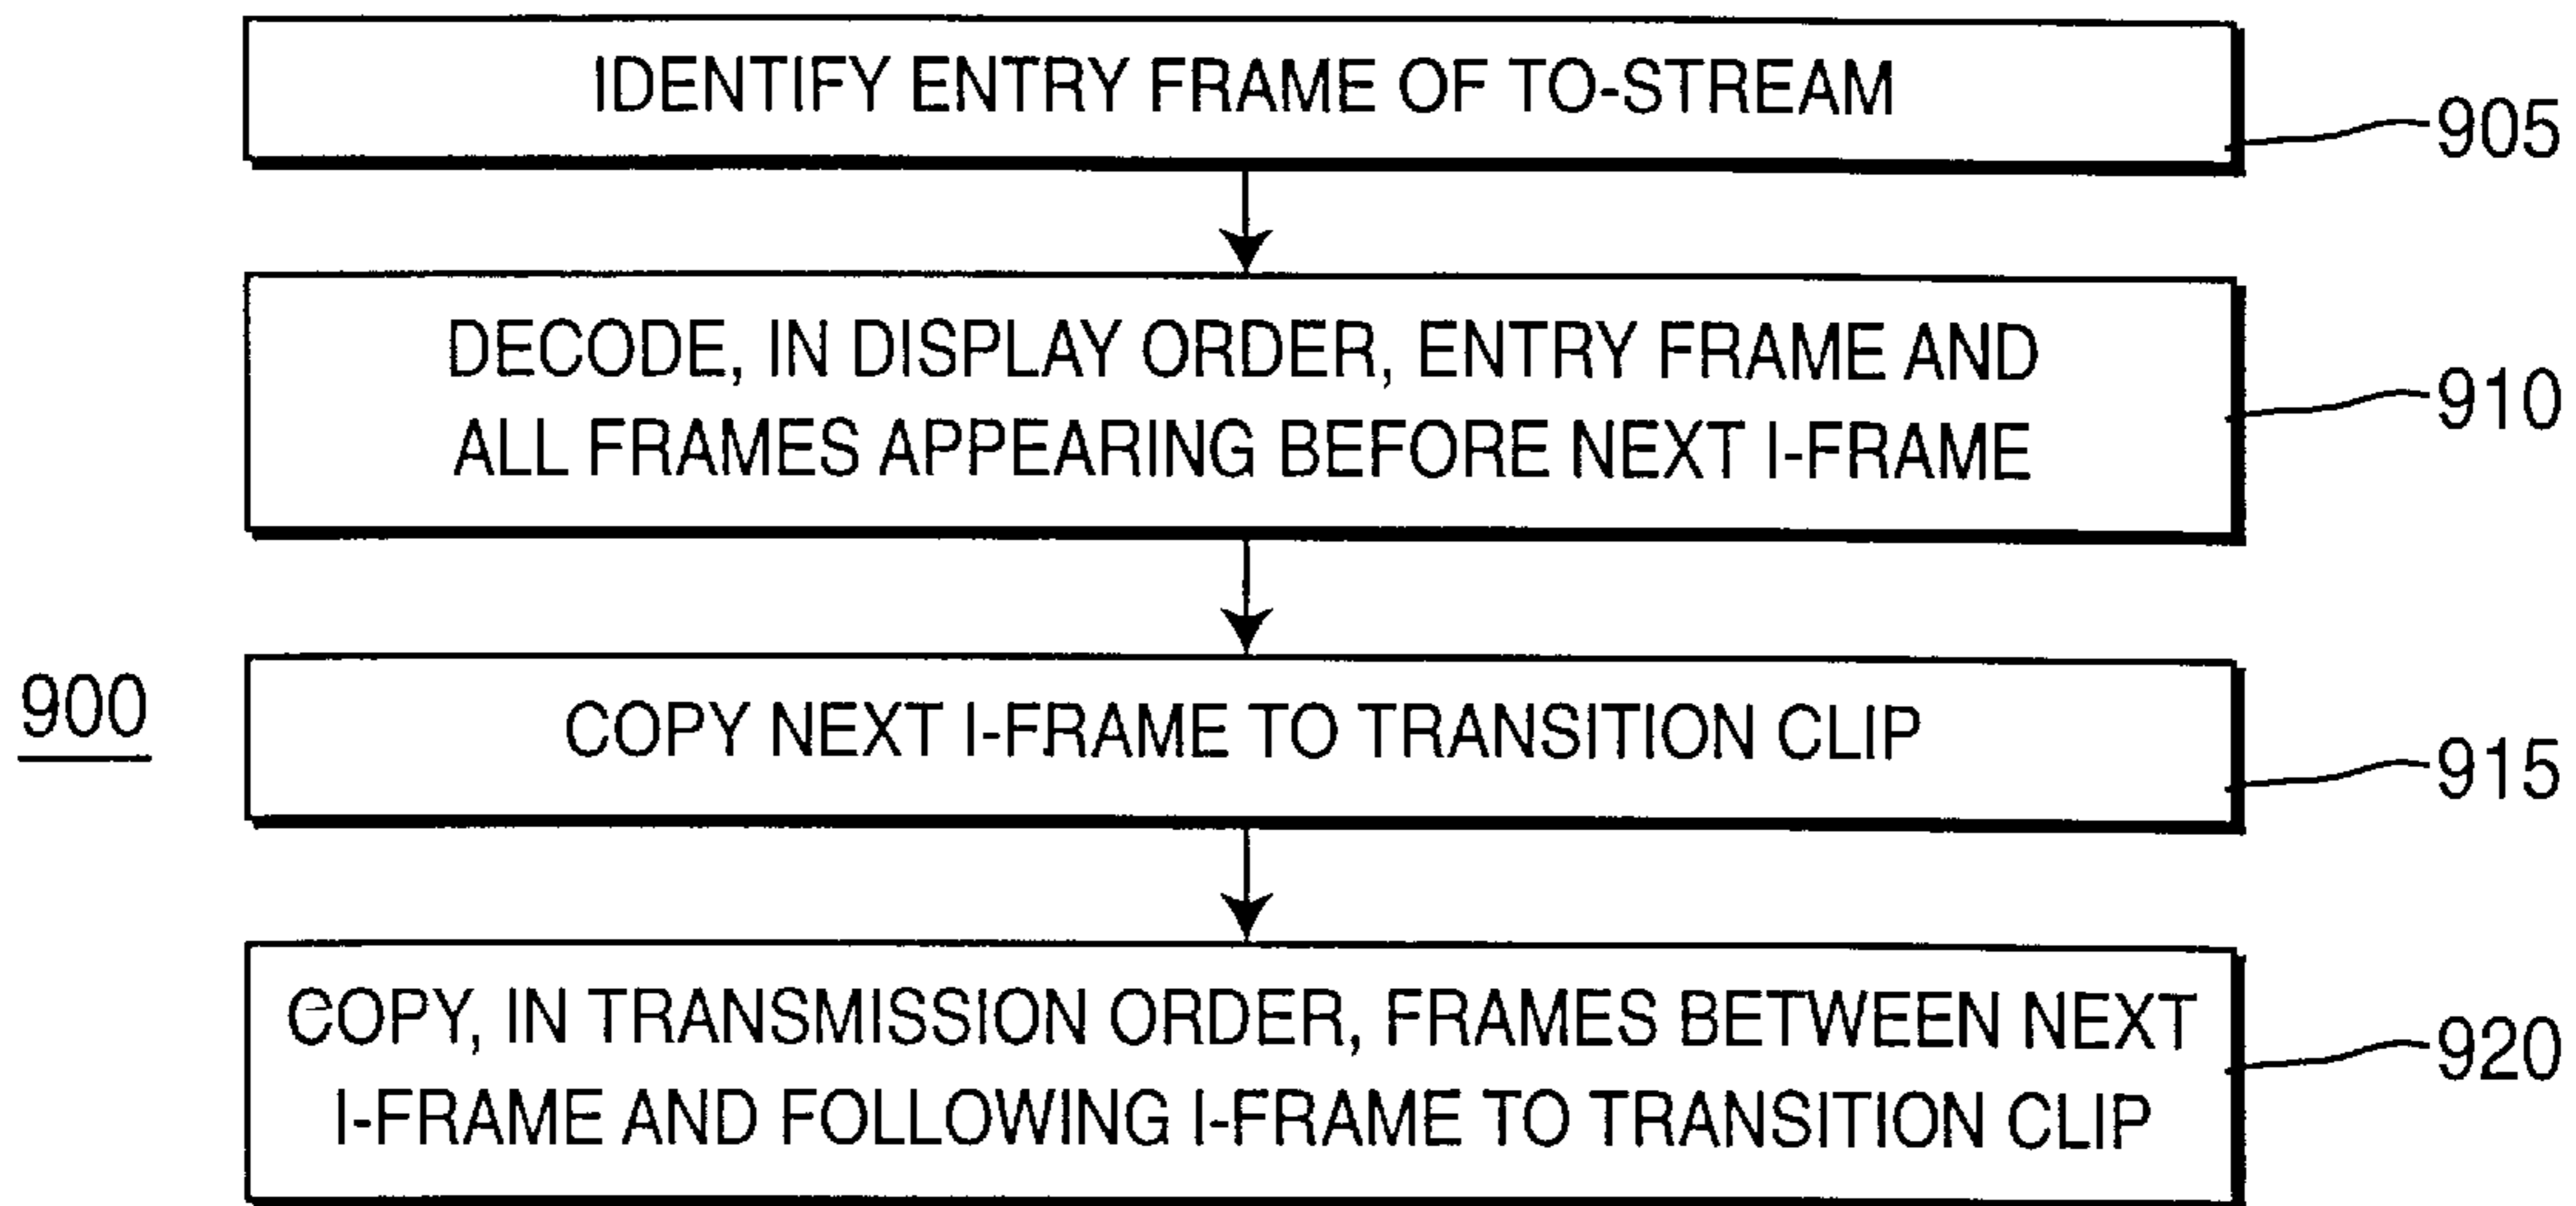 IDENTIFY ENTRY FRAME OF TO-STREAM
905
DECODE, IN DISPLAY ORDER, ENTRY FRAME AND
ALL FRAMES APPEARING BEFORE NEXT I-FRAME
910
900
COPY NEXT I-FRAME TO TRANSITION CLIP
915
COPY, IN TRANSMISSION ORDER, FRAMES BETWEEN NEXT
I-FRAME AND FOLLOWING I-FRAME TO TRANSITION CLIP
920